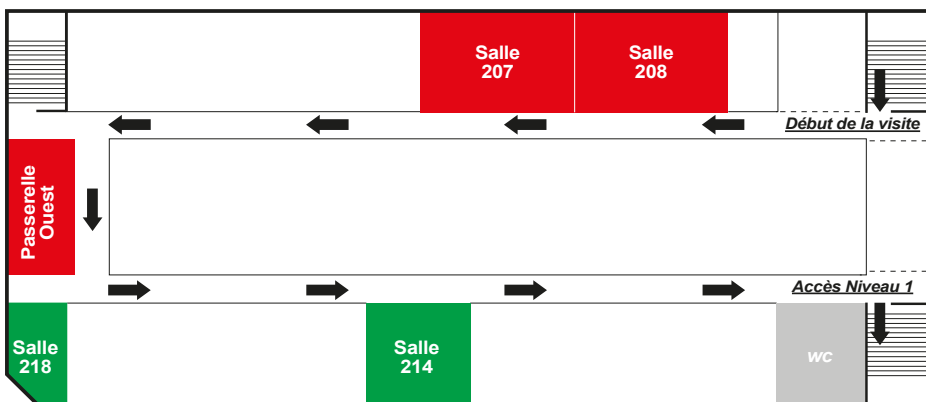 Salle
207
Salle
208
Début de la visite
Passerelle
Ouest
Accès Niveau 1
Salle
218
Salle
214
WC